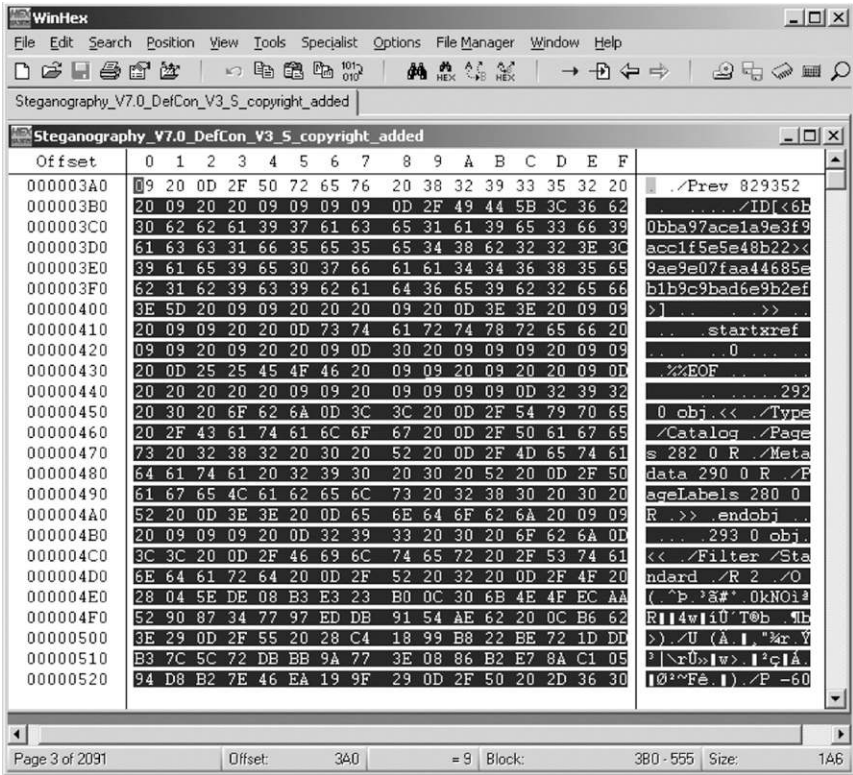 WinHex
File Edit Search Position View Tools Specialist Options File Manager Window Help
Steganography_V7.0_DefCon_V3_S_copyright_added
Steganography_V7.0_DefCon_V3_S_copyright_added
Offset 0 1 2 3 4 5 6 7 8 9 A B C D E F
000003A0 09 20 0D 2F 50 72 65 76 20 38 32 39 33 35 32 20 . ./Prev 829352
000003B0 20 09 20 20 09 09 09 09 0D 2F 49 44 5B 3C 36 62 . ...../ID[<6b
000003C0 30 62 62 61 39 37 61 63 65 31 61 39 65 33 66 39 0bba97ace1a9e3f9
000003D0 61 63 63 31 66 35 65 35 65 34 38 62 32 32 3E 3C acc1f5e5e48b22><
000003E0 39 61 65 39 65 30 37 66 61 61 34 34 36 38 35 65 9ae9e07faa44685e
000003F0 62 31 62 39 63 39 62 61 64 36 65 39 62 32 65 66 b1b9c9bad6e9b2ef
00000400 3E 5D 20 09 09 20 20 20 09 20 0D 3E 3E 20 09 09 >] .. . .>> ..
00000410 20 09 09 20 20 0D 73 74 61 72 74 78 72 65 66 20 .. .startxref
00000420 09 09 20 09 20 20 09 0D 30 20 09 09 09 20 09 09 .. . ..0 ... ..
00000430 20 0D 25 25 45 4F 46 20 09 09 20 09 20 20 09 0D .%%EOF .. . ..
00000440 20 20 20 20 20 09 09 20 09 09 09 09 0D 32 39 32 .. .....292
00000450 20 30 20 6F 62 6A 0D 3C 3C 20 0D 2F 54 79 70 65 0 obj.<< ./Type
00000460 20 2F 43 61 74 61 6C 6F 67 20 0D 2F 50 61 67 65 /Catalog ./Page
00000470 73 20 32 38 32 20 30 20 52 20 0D 2F 4D 65 74 61 s 282 0 R ./Meta
00000480 64 61 74 61 20 32 39 30 20 30 20 52 20 0D 2F 50 data 290 0 R ./P
00000490 61 67 65 4C 61 62 65 6C 73 20 32 38 30 20 30 20 ageLabels 280 0
000004A0 52 20 0D 3E 3E 20 0D 65 6E 64 6F 62 6A 20 09 09 R .>> .endobj ..
000004B0 20 09 09 09 20 0D 32 39 33 20 30 20 6F 62 6A 0D ... .293 0 obj.
000004C0 3C 3C 20 0D 2F 46 69 6C 74 65 72 20 2F 53 74 61 << ./Filter /Sta
000004D0 6E 64 61 72 64 20 0D 2F 52 20 32 20 0D 2F 4F 20 ndard ./R 2 ./O
000004E0 28 04 5E DE 08 B3 E3 23 B0 0C 30 6B 4E 4F EC AA (.^Þ.³ã#°.0kNOìª
000004F0 52 90 87 34 77 97 ED DB 91 54 AE 62 20 0C B6 62
00000500 3E 29 0D 2F 55 20 28 C4 18 99 B8 22 BE 72 1D DD
00000510 B3 7C 5C 72 DB BB 9A 77 3E 08 86 B2 E7 8A C1 05
00000520 94 D8 B2 7E 46 EA 19 9F 29 0D 2F 50 20 2D 36 30
Page 3 of 2091 Offset: 3A0 = 9 Block: 3B0 - 555 Size: 1A6